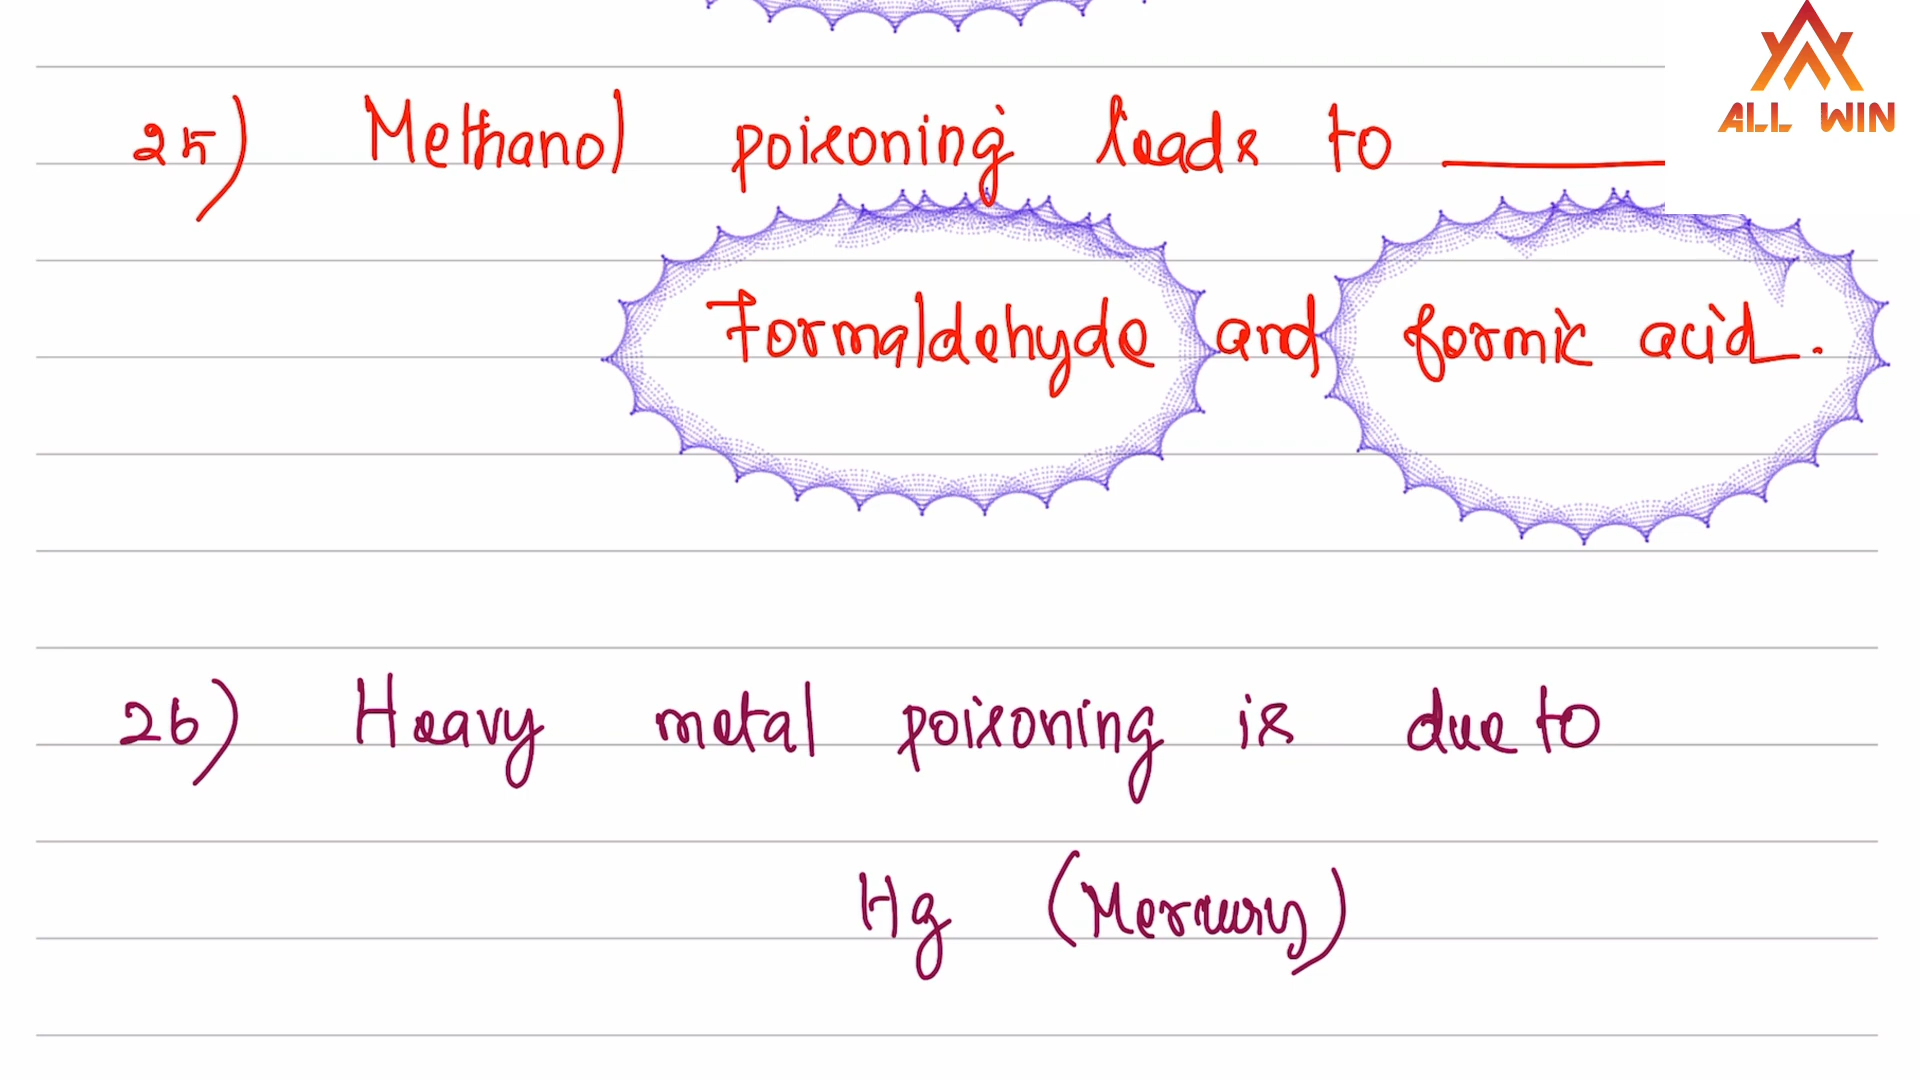 ALL WIN
25) Methanol poisoning leads to ______
Formaldehyde and formic acid.
26) Heavy metal poisoning is due to
Hg (Mercury)